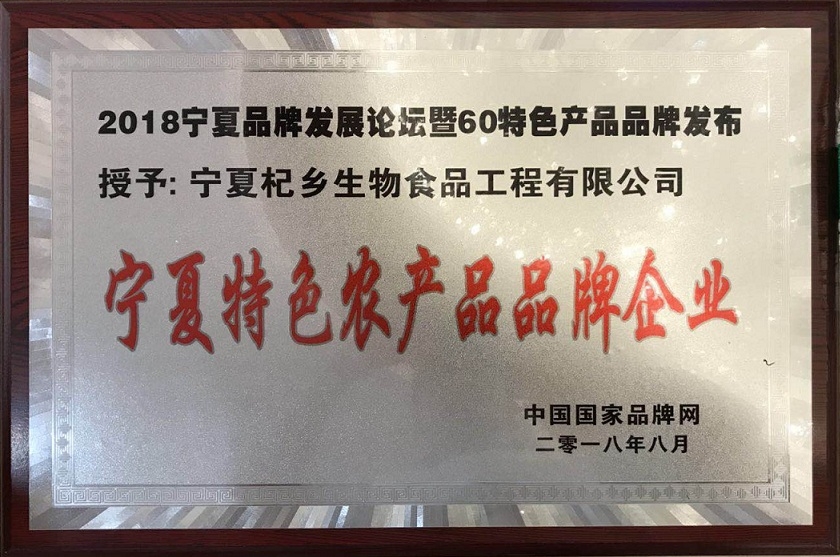 2018宁夏品牌发展论坛暨60特色产品品牌发布
授予: 宁夏杞乡生物食品工程有限公司
宁夏特色农产品品牌企业
中国国家品牌网
二零一八年八月